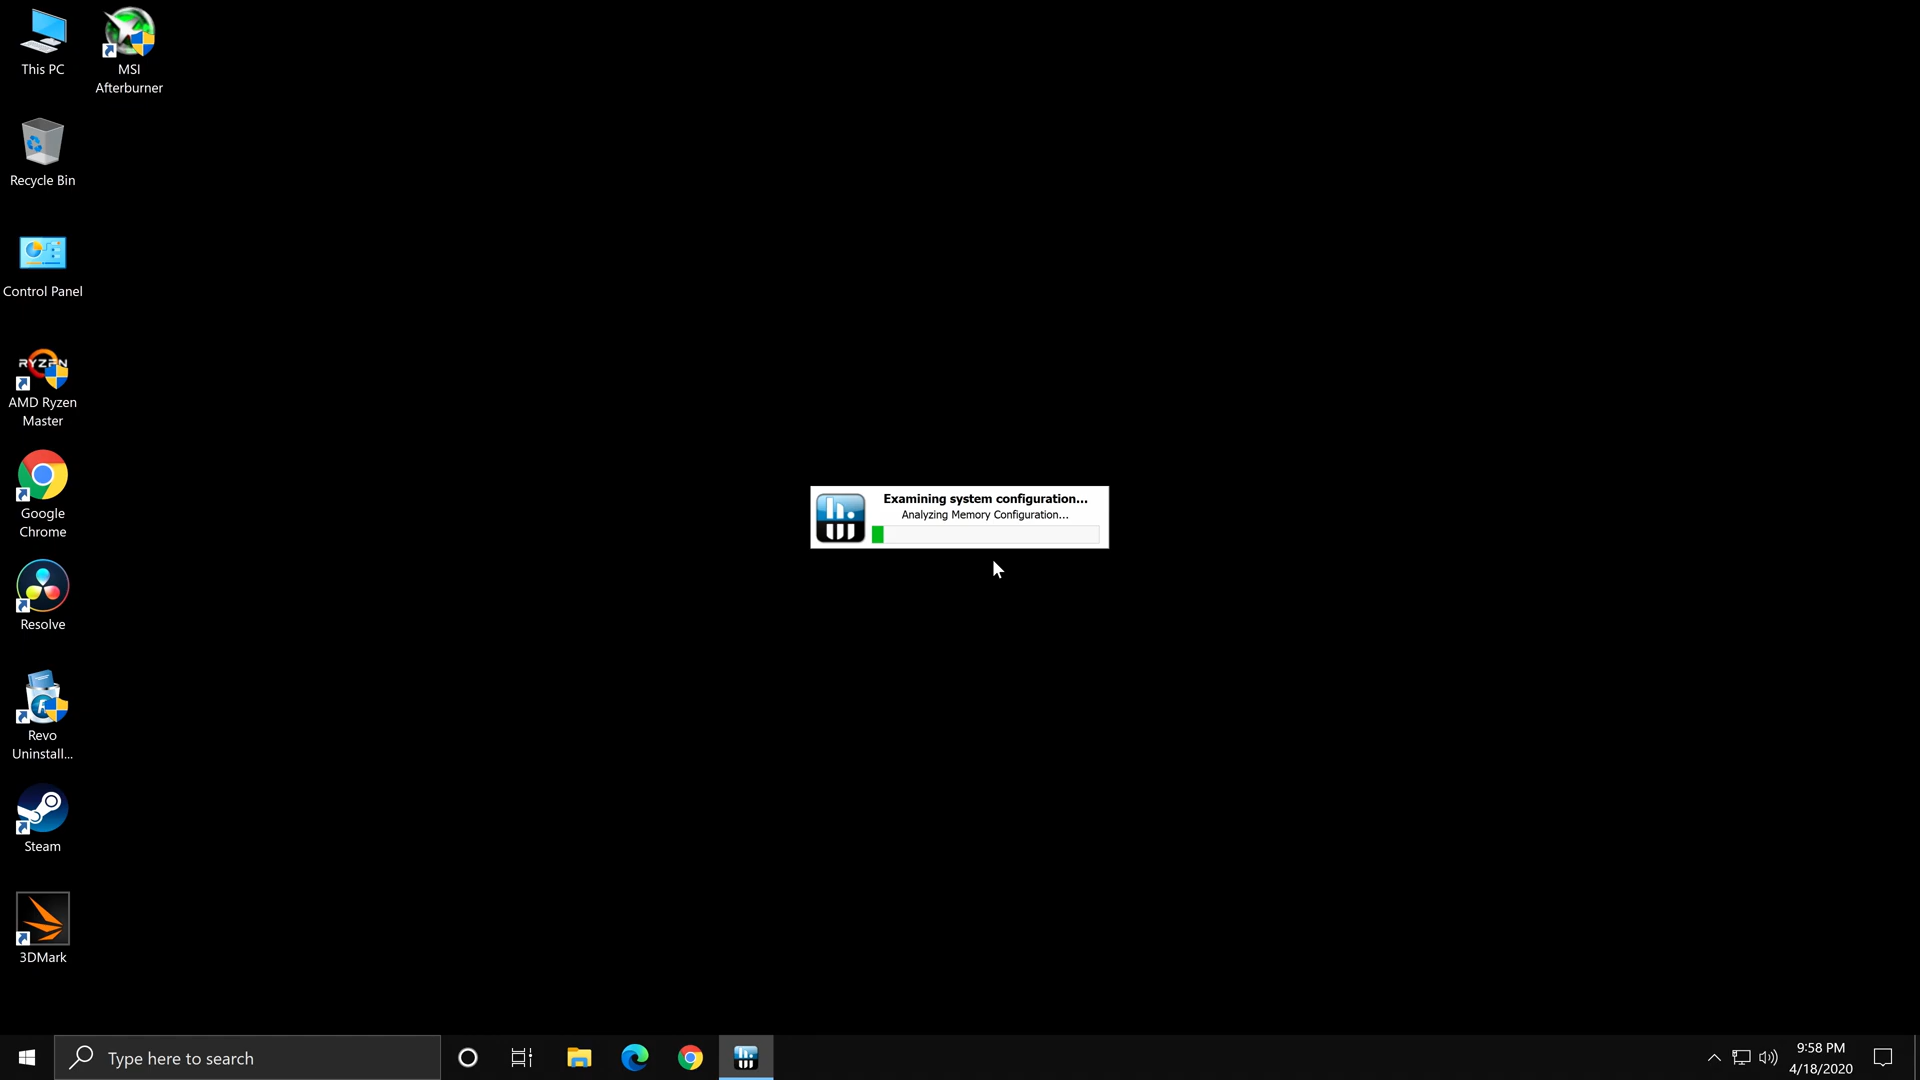 This PC
MSI
Afterburner
Recycle Bin
Control Panel
RYZEN
AMD Ryzen
Master
Google
Chrome
Resolve
Revo
Uninstall...
Steam
3DMark
Examining system configuration...
Analyzing Memory Configuration...
Type here to search
9:58 PM
4/18/2020